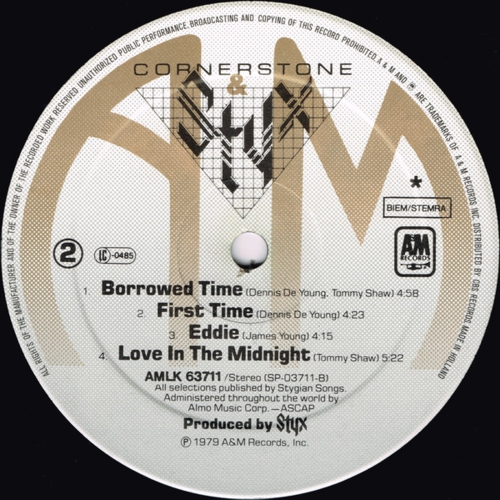 ALL RIGHTS OF THE MANUFACTURER AND OF THE OWNER OF THE RECORDED WORK RESERVED UNAUTHORIZED PUBLIC PERFORMANCE, BROADCASTING AND COPYING OF THIS RECORD PROHIBITED. A & M AND ® ARE TRADEMARKS OF A & M RECORDS INC. DISTRIBUTED BY CBS RECORDS MADE IN HOLLAND
CORNERSTONE
&
STYX
A M
*
BIEM/STEMRA
2
LC-0485
A&M
RECORDS
1. Borrowed Time (Dennis De Young, Tommy Shaw) 4:58
2. First Time (Dennis De Young) 4:23
3. Eddie (James Young) 4:15
4. Love In The Midnight (Tommy Shaw) 5:22
AMLK 63711 /Stereo (SP-03711-B)
All selections published by Stygian Songs.
Administered throughout the world by
Almo Music Corp. —ASCAP
Produced by Styx
℗ 1979 A&M Records, Inc.